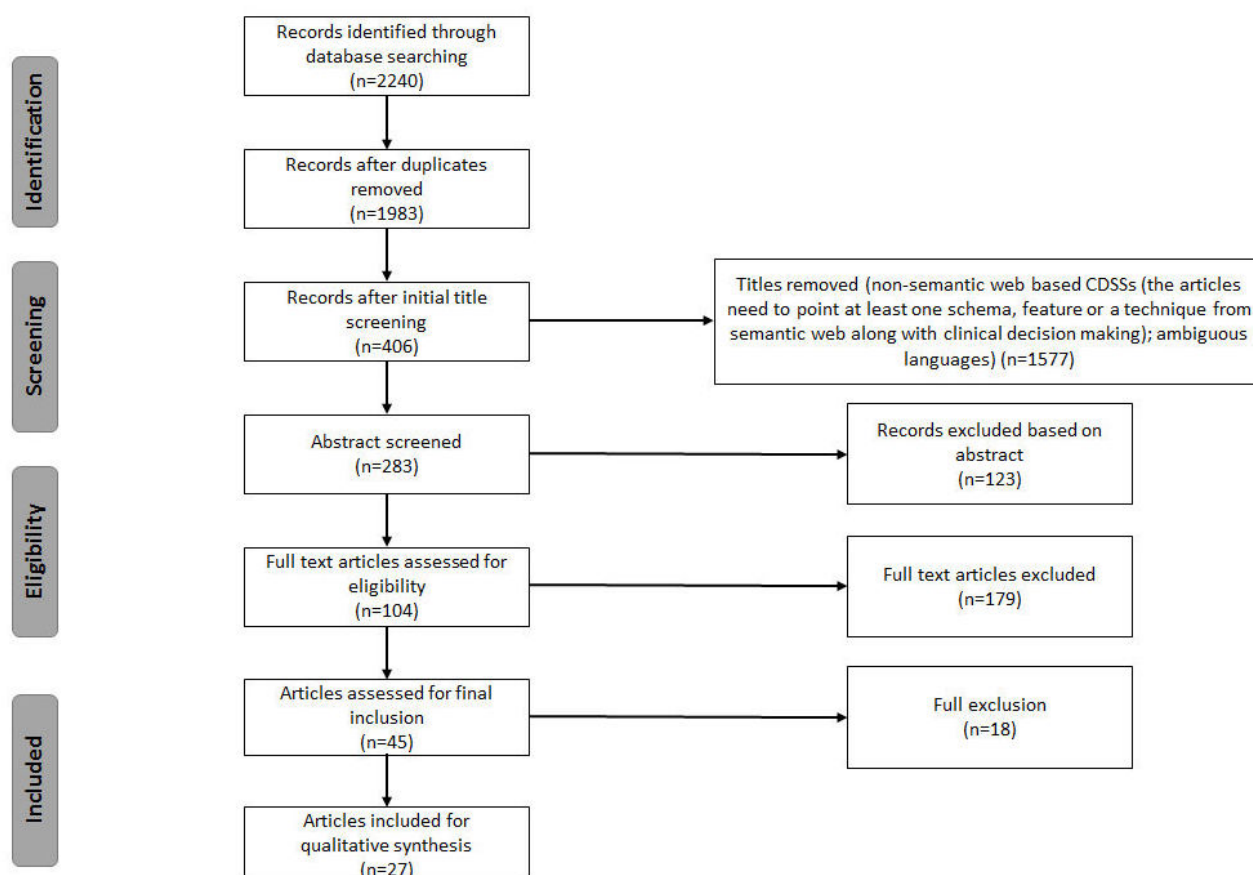 Identification
Screening
Eligibility
Included
Records identified through
database searching
(n=2240)
Records after duplicates
removed
(n=1983)
Records after initial title
screening
(n=406)
Titles removed (non-semantic web based CDSSs (the articles
need to point at least one schema, feature or a technique from
semantic web along with clinical decision making); ambiguous
languages) (n=1577)
Abstract screened
(n=283)
Records excluded based on
abstract
(n=123)
Full text articles assessed for
eligibility
(n=104)
Full text articles excluded
(n=179)
Articles assessed for final
inclusion
(n=45)
Full exclusion
(n=18)
Articles included for
qualitative synthesis
(n=27)